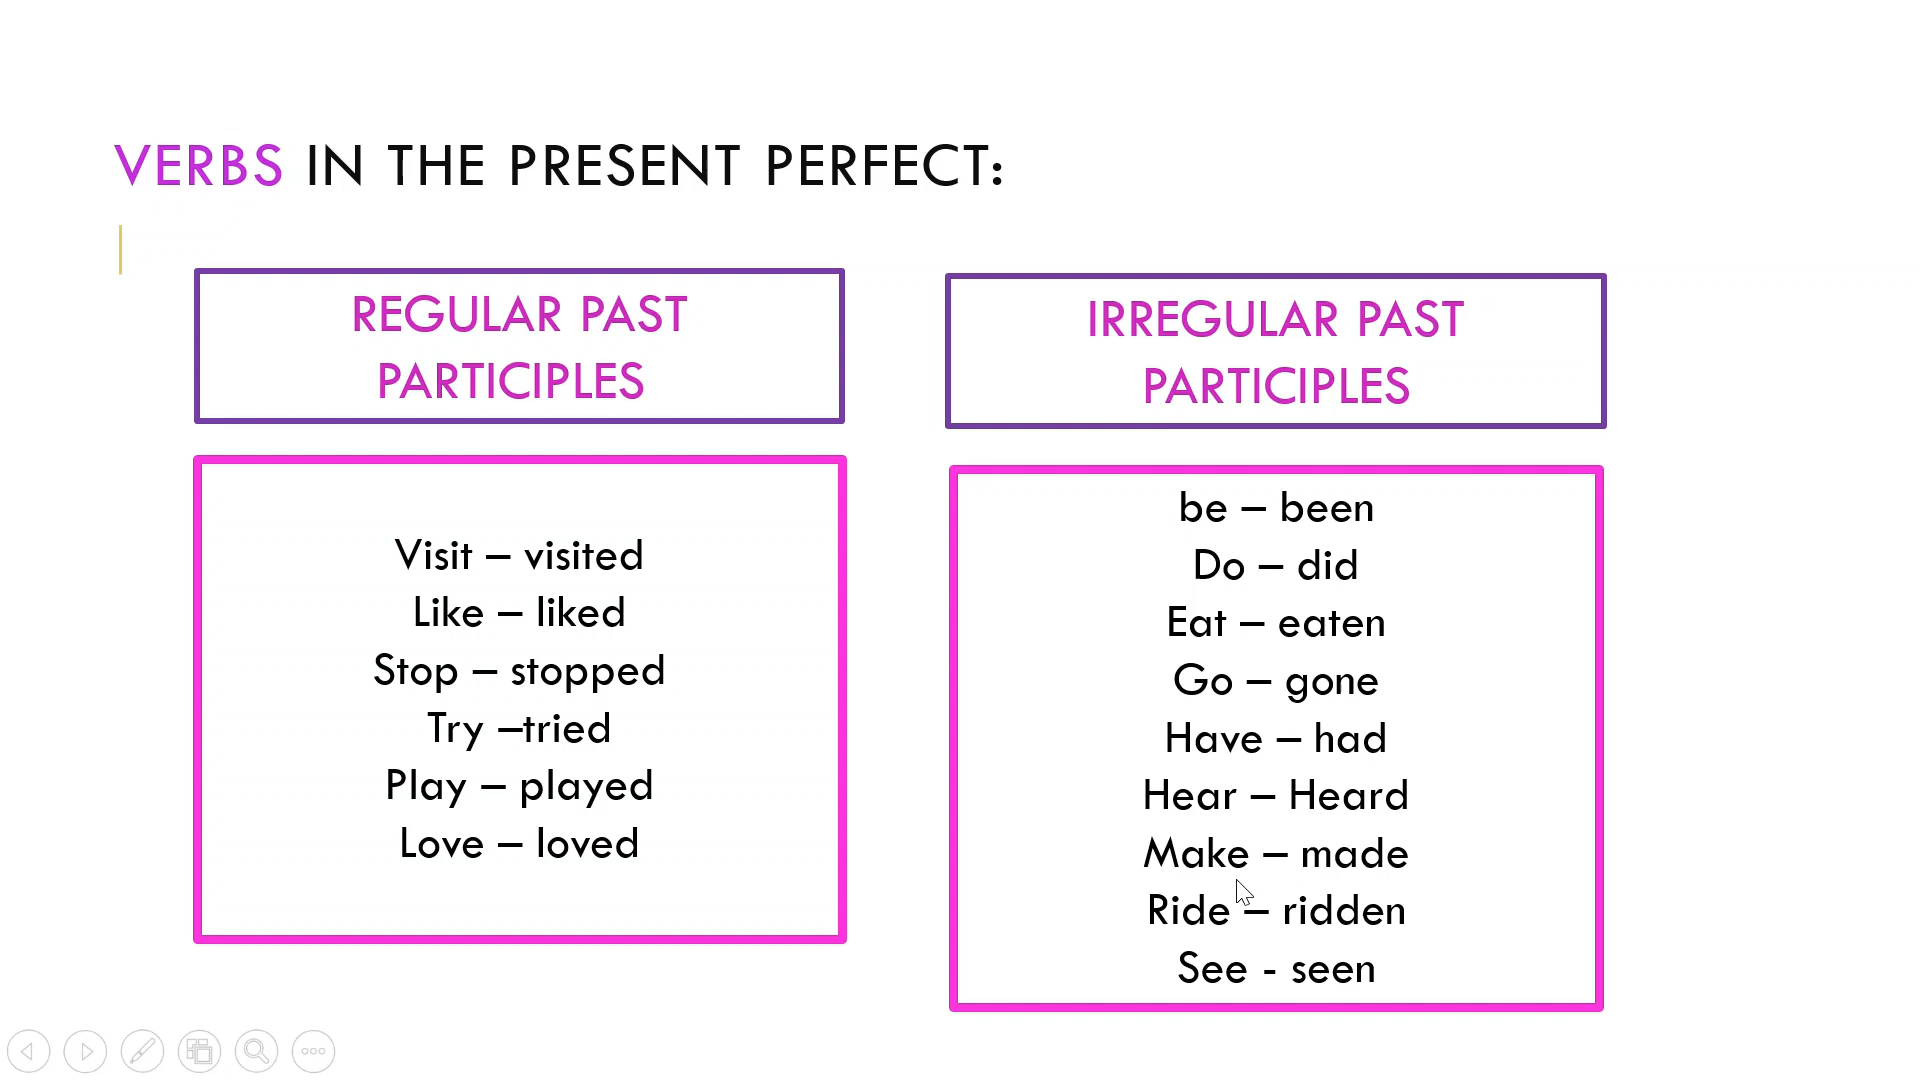 VERBS IN THE PRESENT PERFECT:
REGULAR PAST
PARTICIPLES
Visit – visited
Like – liked
Stop – stopped
Try –tried
Play – played
Love – loved
IRREGULAR PAST
PARTICIPLES
be – been
Do – did
Eat – eaten
Go – gone
Have – had
Hear – Heard
Make – made
Ride – ridden
See - seen